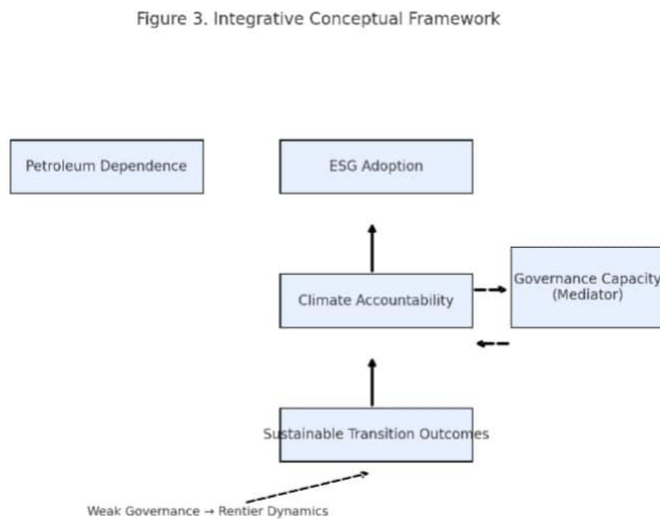 Figure 3. Integrative Conceptual Framework
Petroleum Dependence
ESG Adoption
Climate Accountability
Governance Capacity
(Mediator)
Sustainable Transition Outcomes
Weak Governance → Rentier Dynamics